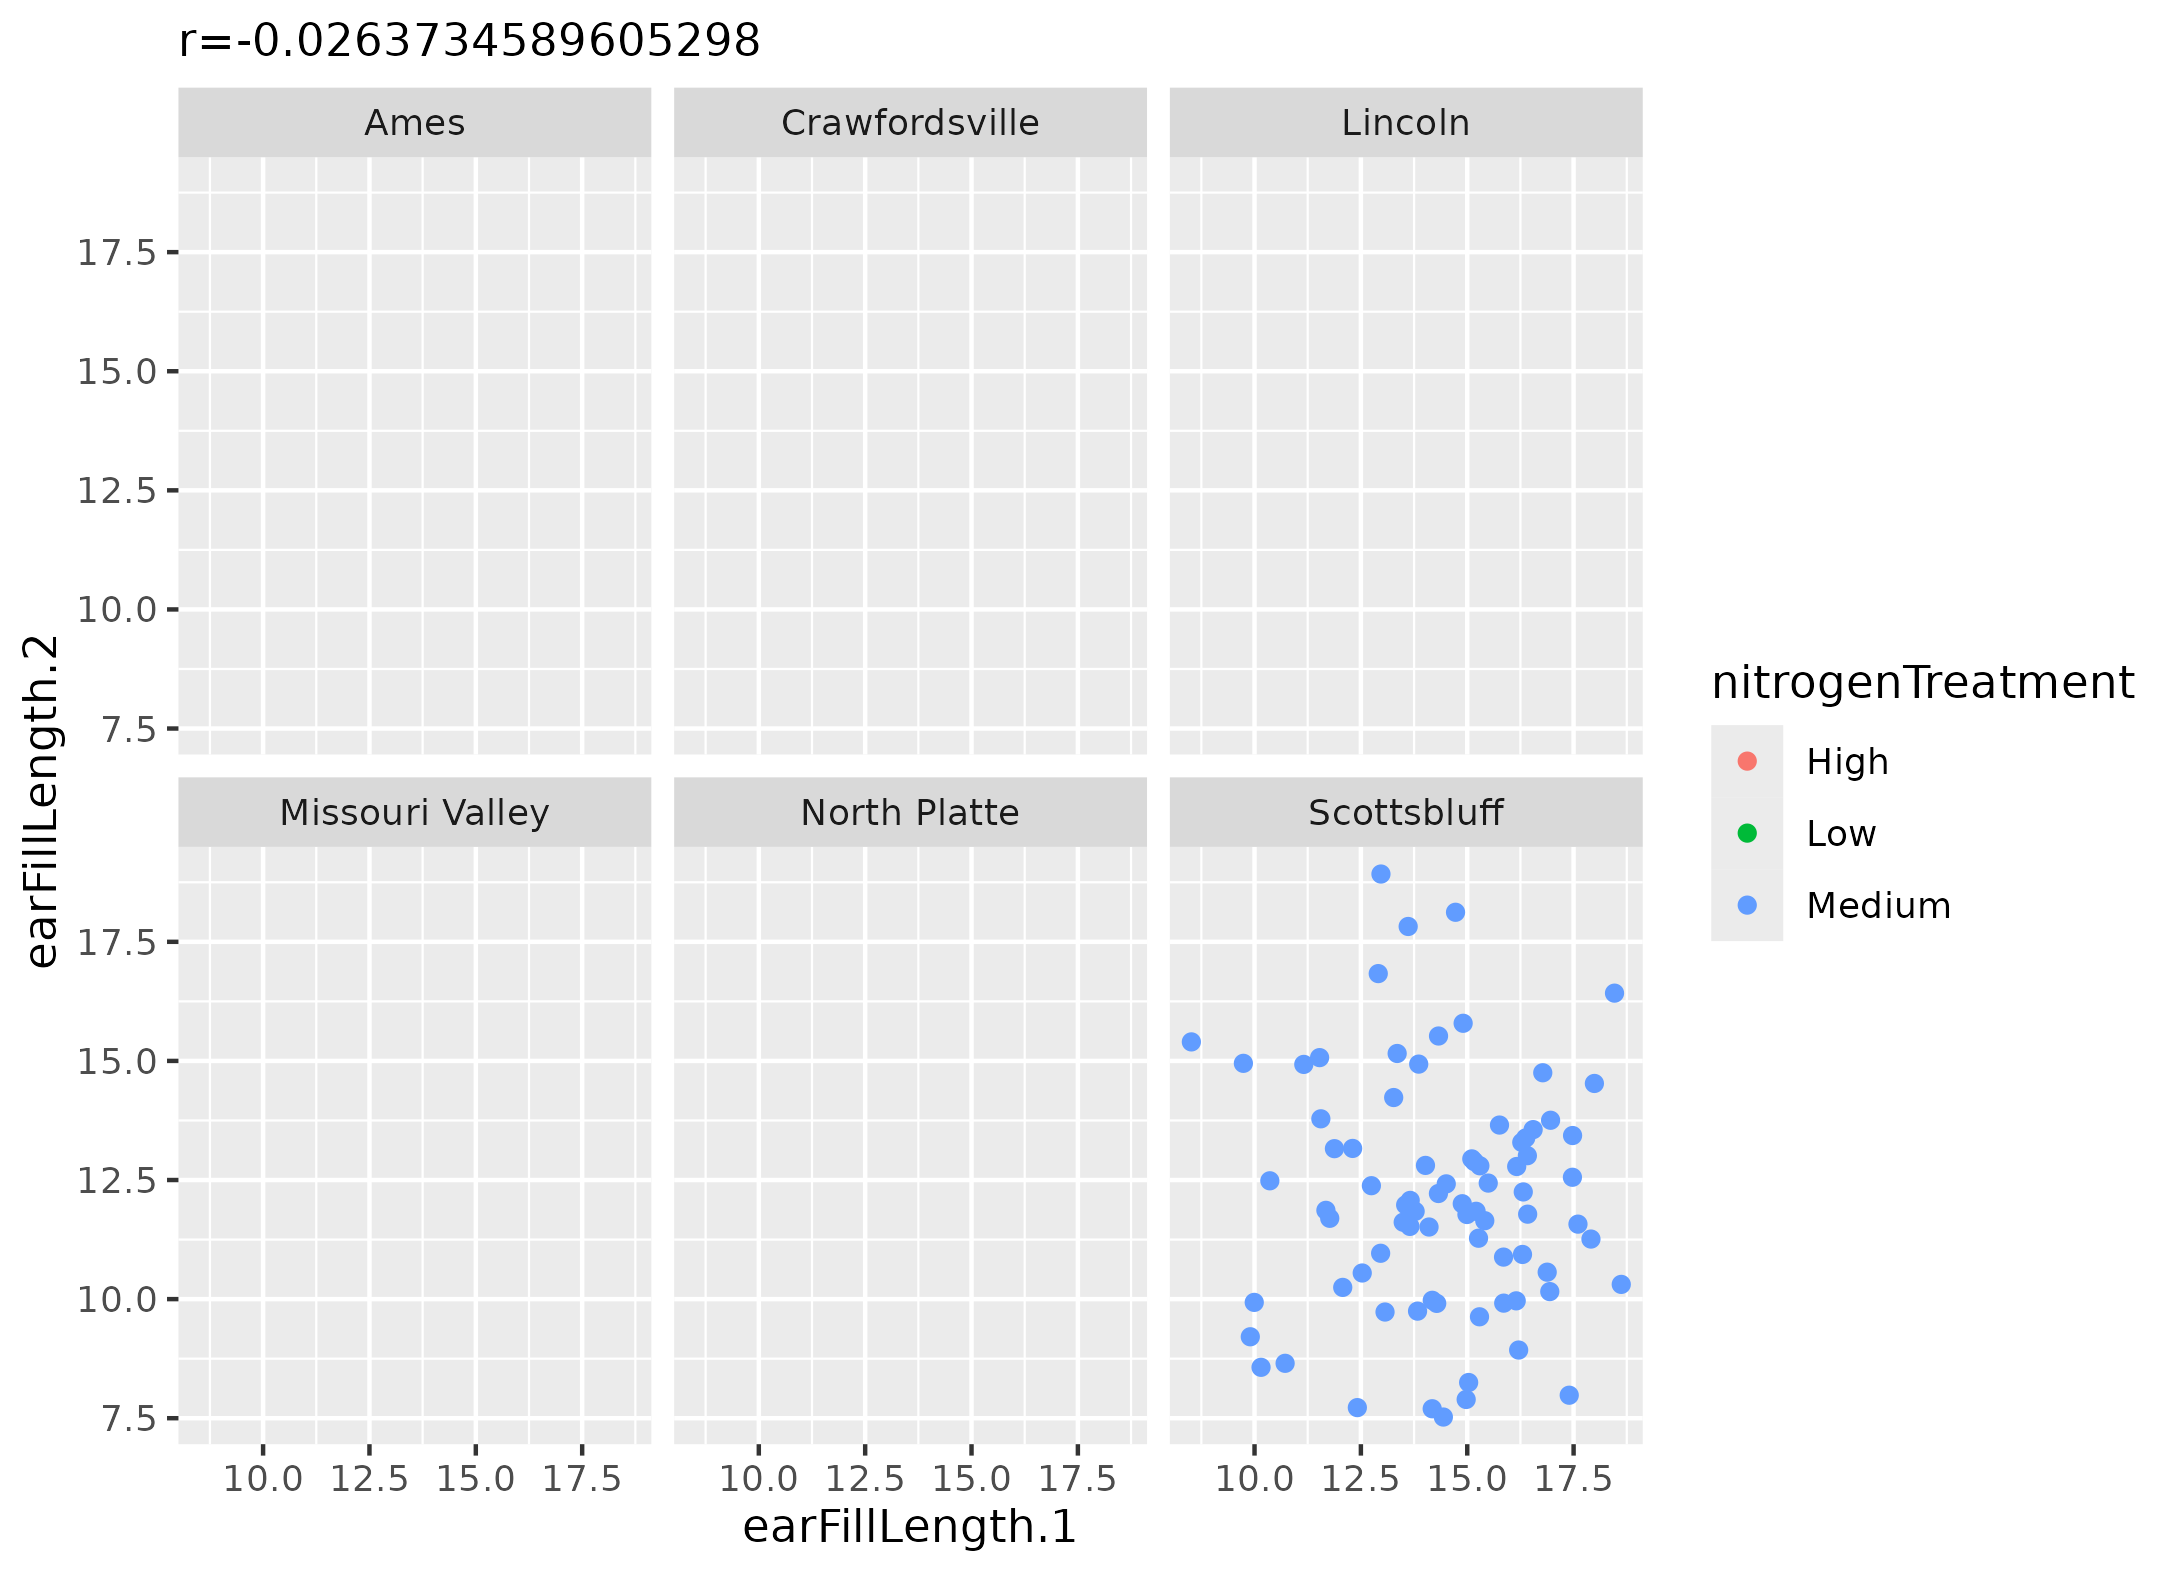 r=-0.0263734589605298
Ames
Crawfordsville
Lincoln
17.5
15.0
12.5
10.0
7.5
Missouri Valley
North Platte
Scottsbluff
17.5
15.0
12.5
10.0
7.5
10.0 12.5 15.0 17.5
10.0 12.5 15.0 17.5
10.0 12.5 15.0 17.5
earFillLength.1
earFillLength.2
nitrogenTreatment
High
Low
Medium